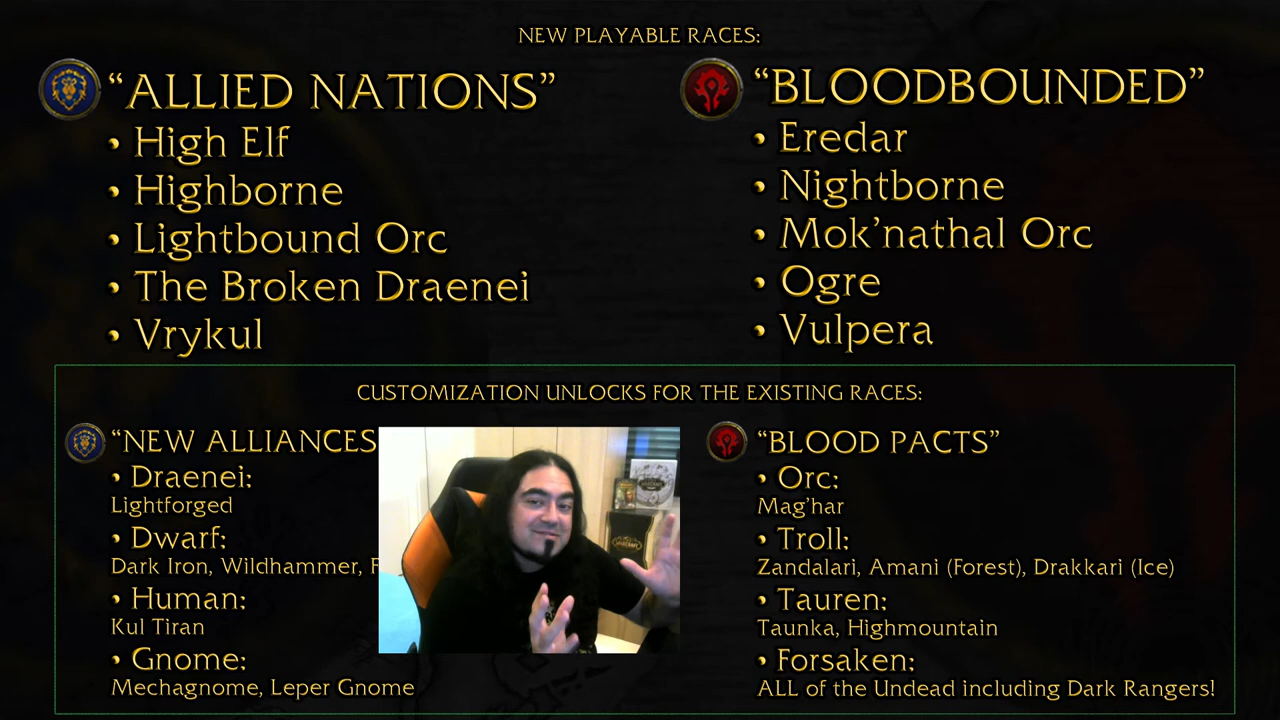 NEW PLAYABLE RACES:
“ALLIED NATIONS”
• High Elf
• Highborne
• Lightbound Orc
• The Broken Draenei
• Vrykul
“BLOODBOUNDED”
• Eredar
• Nightborne
• Mok’nathal Orc
• Ogre
• Vulpera
CUSTOMIZATION UNLOCKS FOR THE EXISTING RACES:
“NEW ALLIANCES
• Draenei:
Lightforged
• Dwarf:
Dark Iron, Wildhammer,
• Human:
Kul Tiran
• Gnome:
Mechagnome, Leper Gnome
“BLOOD PACTS”
• Orc:
Mag’har
• Troll:
Zandalari, Amani (Forest), Drakkari (Ice)
• Tauren:
Taunka, Highmountain
• Forsaken:
ALL of the Undead including Dark Rangers!